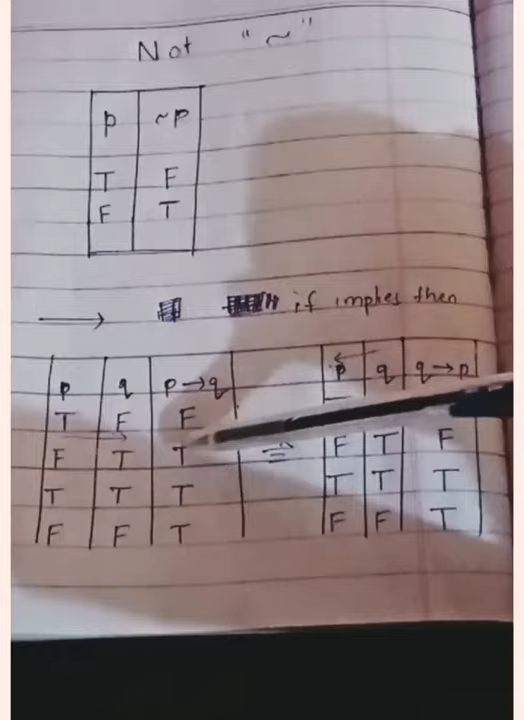 Not "~"
p ~p
T F
F T
⟶ if implies then
p q p→q
T F F
F T T
T T T
F F T
p q q→p
F T F
T T T
F F T